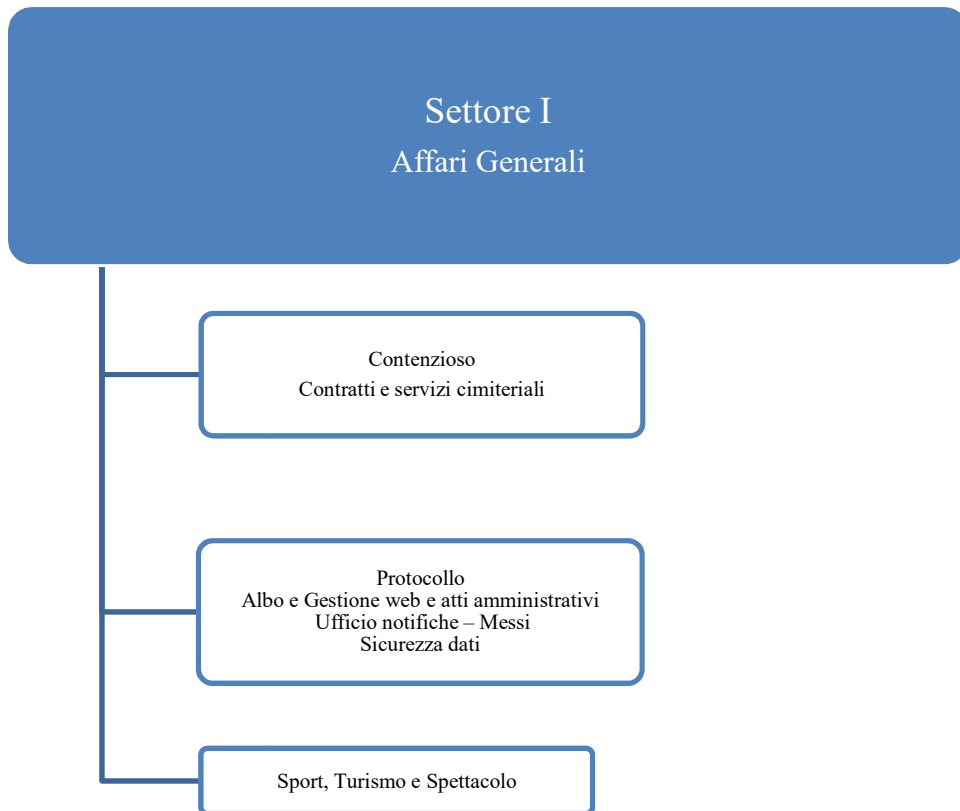 Settore I
Affari Generali
Contenzioso
Contratti e servizi cimiteriali
Protocollo
Albo e Gestione web e atti amministrativi
Ufficio notifiche – Messi
Sicurezza dati
Sport, Turismo e Spettacolo